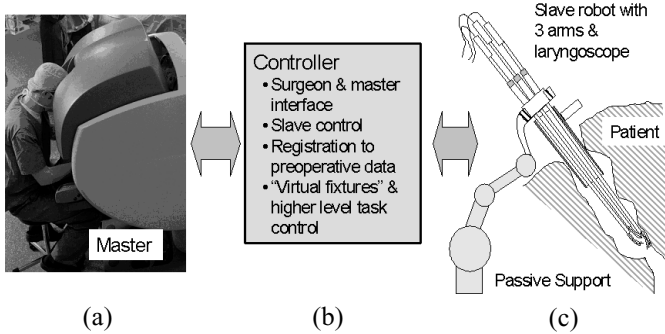 Master
(a)
Controller
• Surgeon & master
interface
• Slave control
• Registration to
preoperative data
• “Virtual fixtures” &
higher level task
control
(b)
Slave robot with
3 arms &
laryngoscope
Patient
Passive Support
(c)